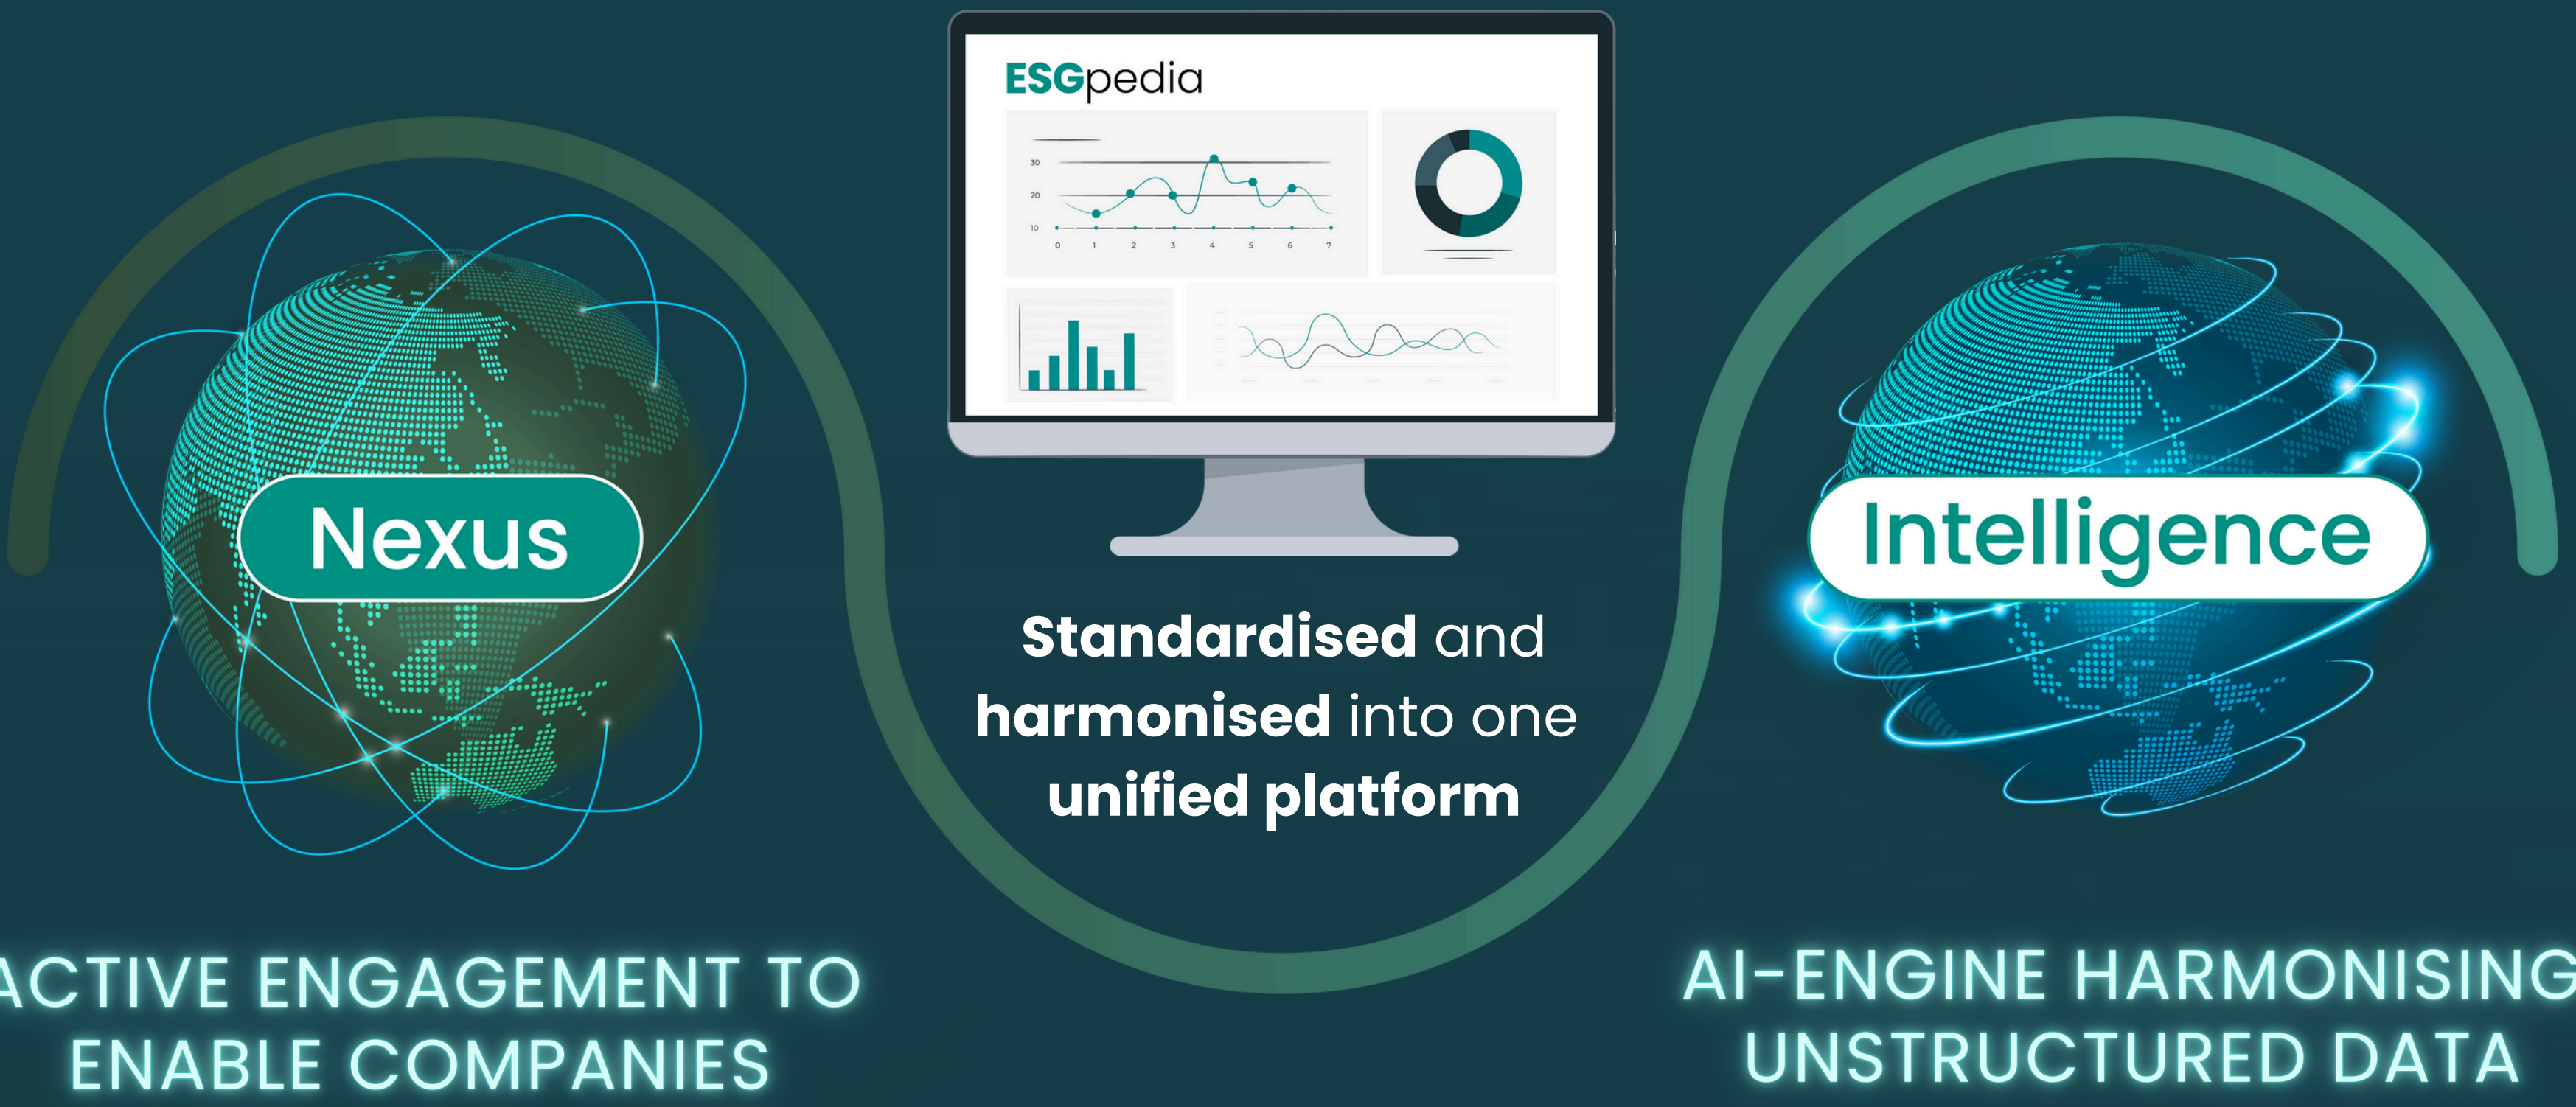 ESGpedia
30
20
10
0 1 2 3 4 5 6 7
Nexus
Standardised and
harmonised into one
unified platform
Intelligence
ACTIVE ENGAGEMENT TO
ENABLE COMPANIES
AI-ENGINE HARMONISING
UNSTRUCTURED DATA